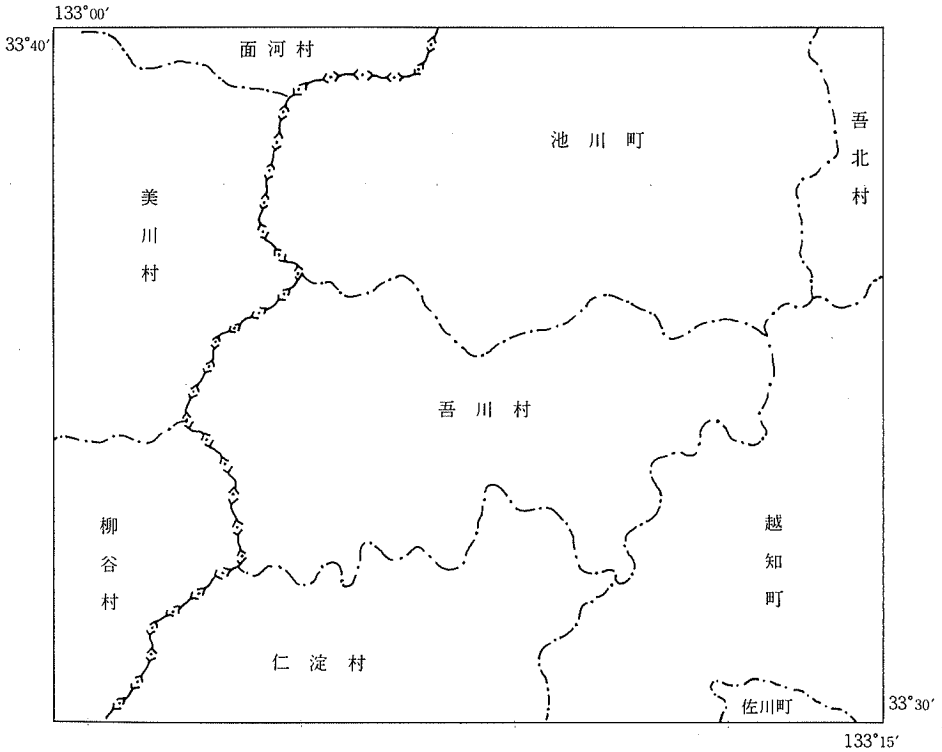 133°00′
33°40′
面河村
池川町
吾北村
美川村
吾川村
柳谷村
越知町
仁淀村
佐川町
33°30′
133°15′